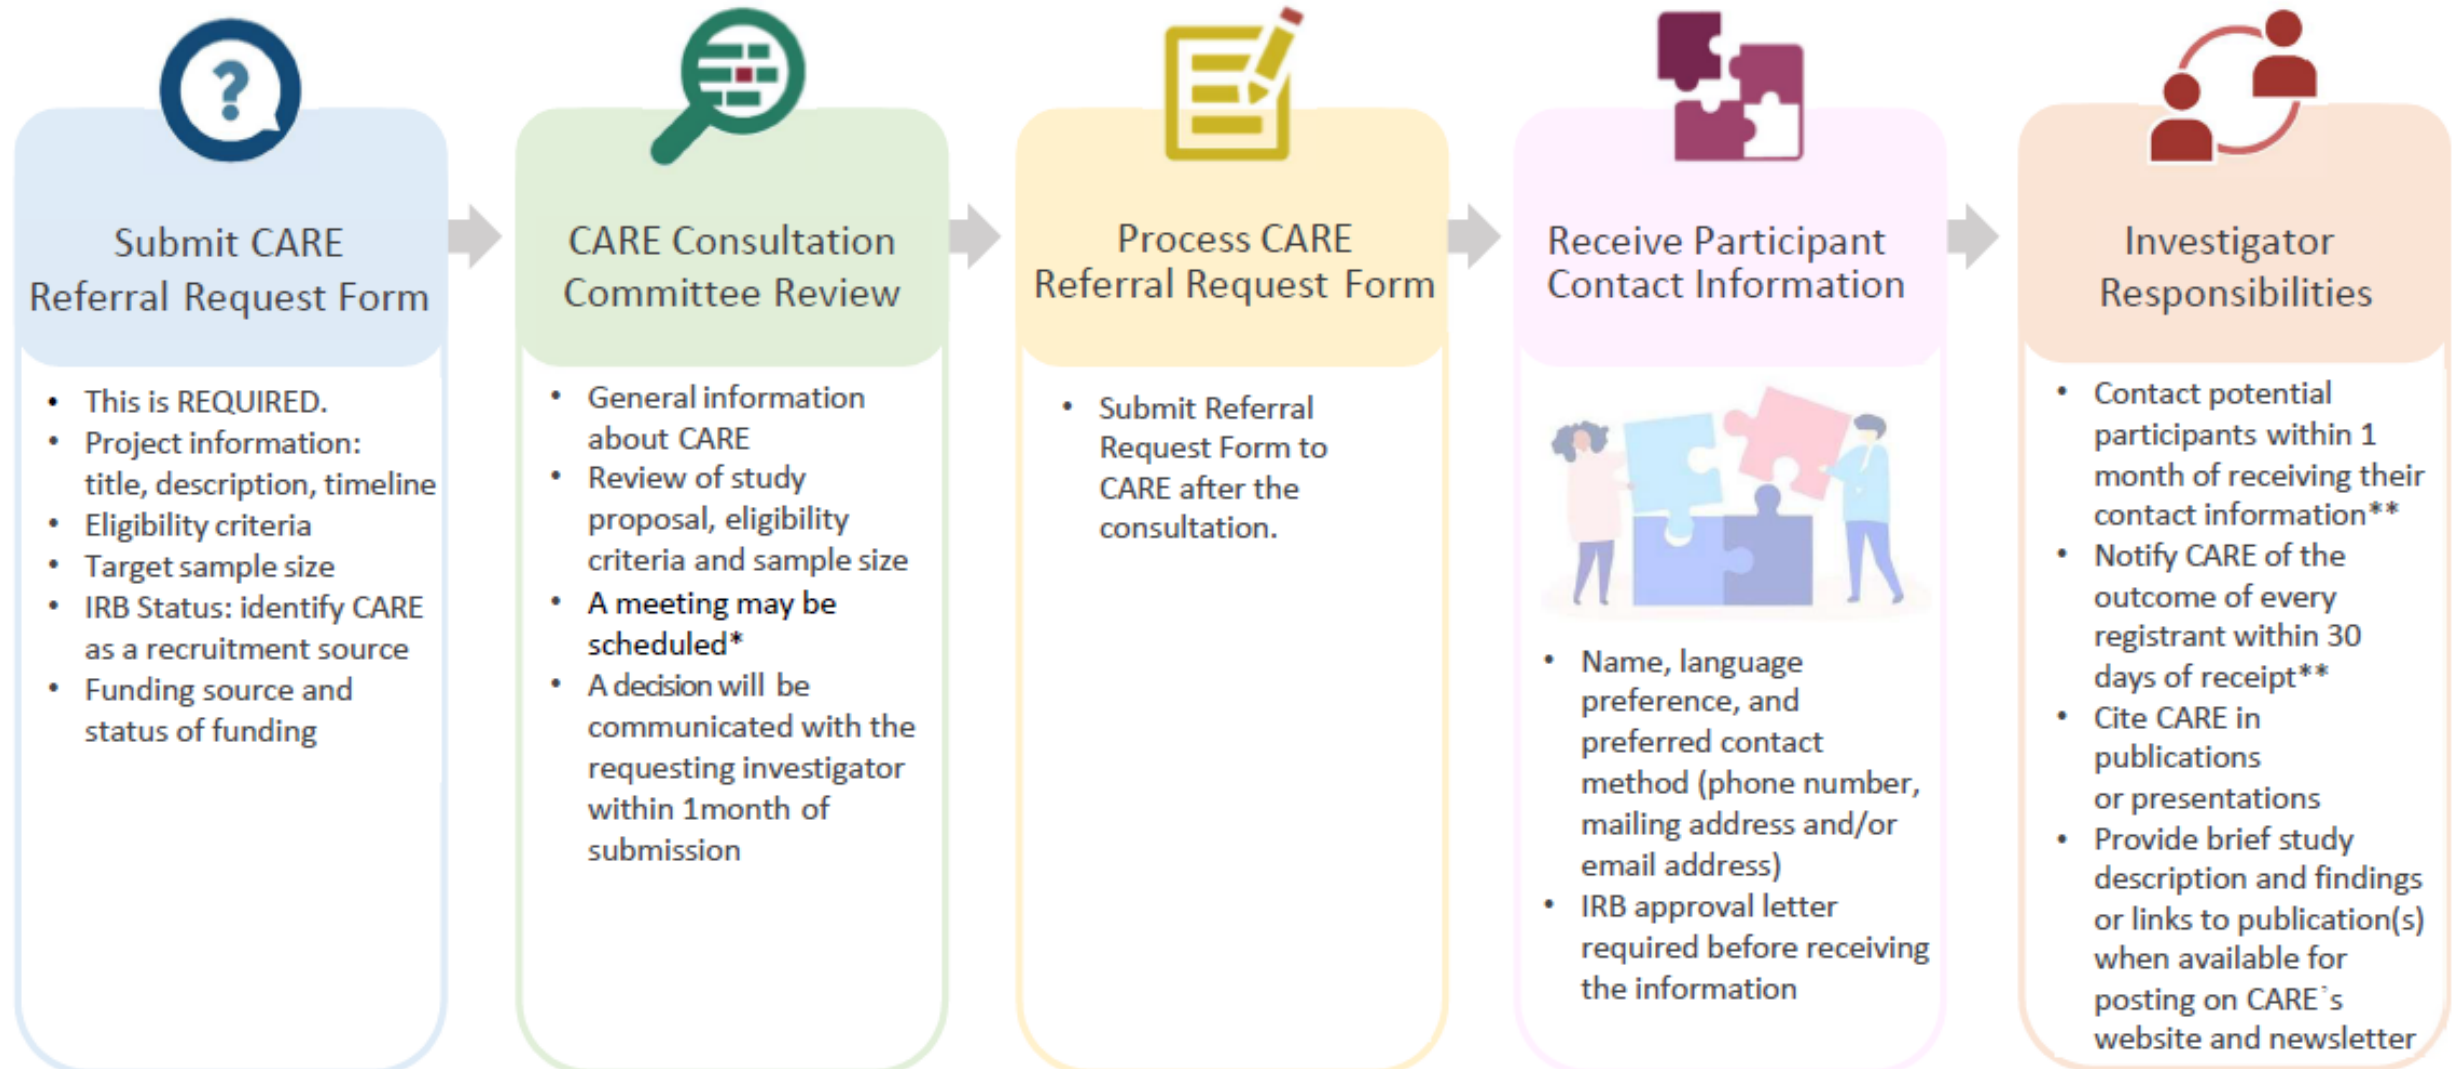 ?
Submit CARE
Referral Request Form
• This is REQUIRED.
• Project information:
title, description, timeline
• Eligibility criteria
• Target sample size
• IRB Status: identify CARE
as a recruitment source
• Funding source and
status of funding
CARE Consultation
Committee Review
• General information
about CARE
• Review of study
proposal, eligibility
criteria and sample size
• A meeting may be
scheduled*
• A decision will be
communicated with the
requesting investigator
within 1month of
submission
Process CARE
Referral Request Form
• Submit Referral
Request Form to
CARE after the
consultation.
Receive Participant
Contact Information
• Name, language
preference, and
preferred contact
method (phone number,
mailing address and/or
email address)
• IRB approval letter
required before receiving
the information
Investigator
Responsibilities
• Contact potential
participants within 1
month of receiving their
contact information**
• Notify CARE of the
outcome of every
registrant within 30
days of receipt**
• Cite CARE in
publications
or presentations
• Provide brief study
description and findings
or links to publication(s)
when available for
posting on CARE`s
website and newsletter